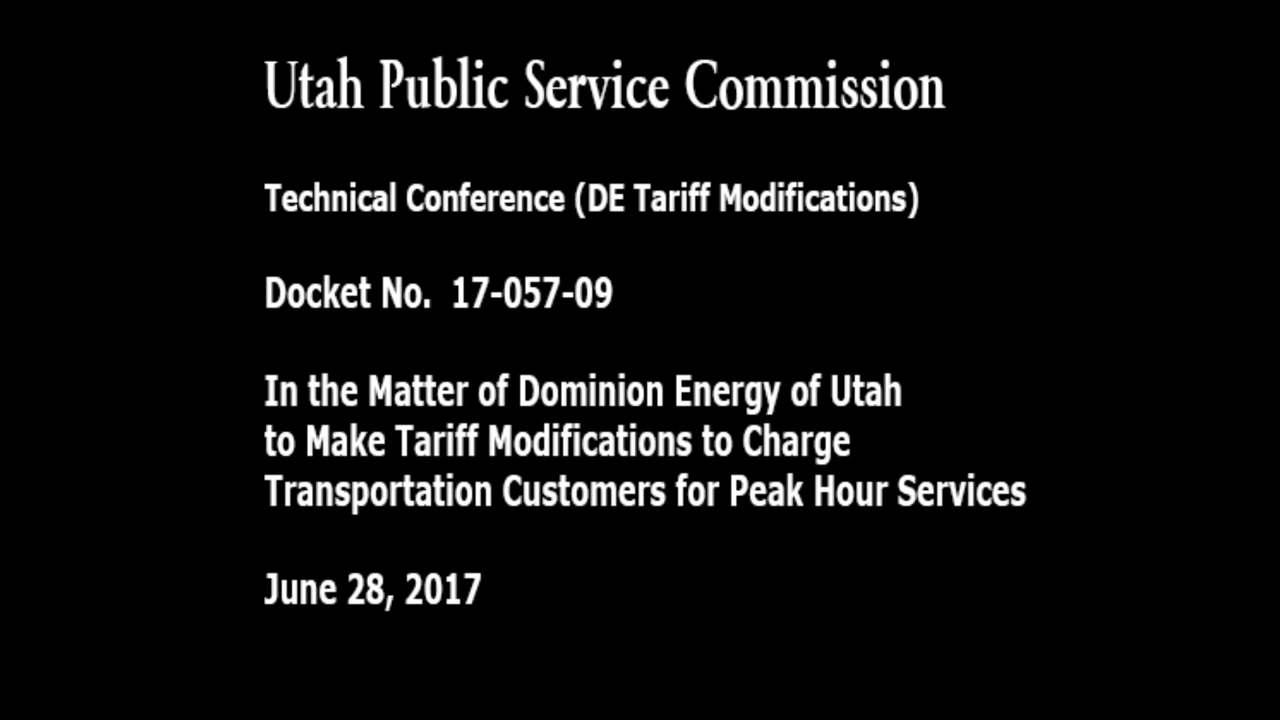 Utah Public Service Commission
Technical Conference (DE Tariff Modifications)
Docket No.  17-057-09
In the Matter of Dominion Energy of Utah
to Make Tariff Modifications to Charge
Transportation Customers for Peak Hour Services
June 28, 2017